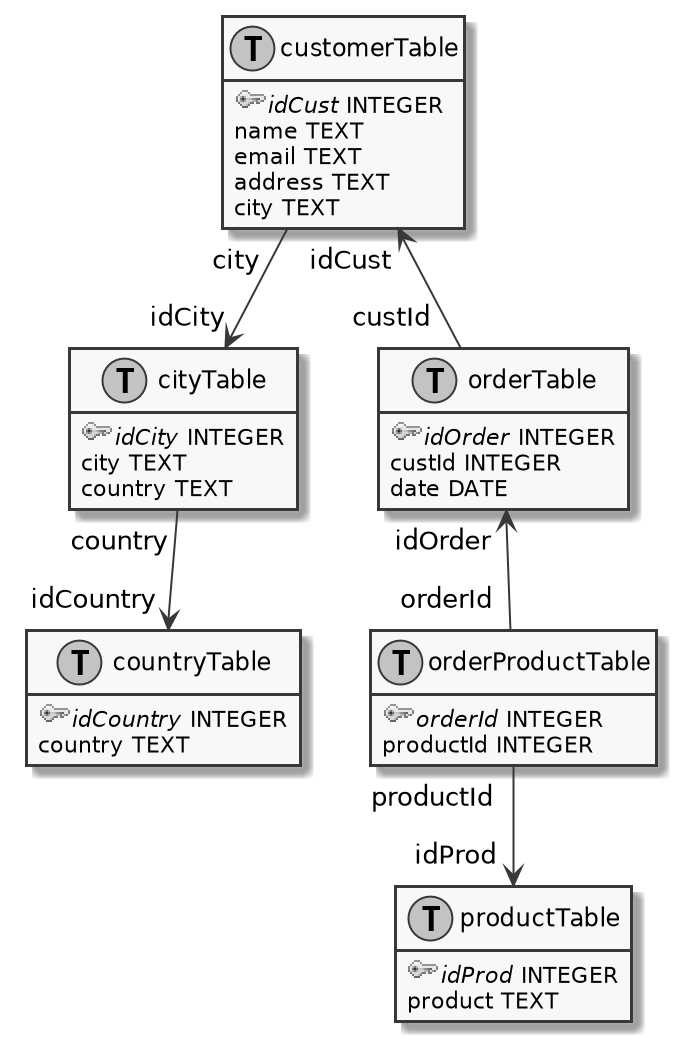 T customerTable
idCust INTEGER
name TEXT
email TEXT
address TEXT
city TEXT
city
idCust
idCity
custId
T cityTable
idCity INTEGER
city TEXT
country TEXT
T orderTable
idOrder INTEGER
custId INTEGER
date DATE
country
idOrder
idCountry
orderId
T countryTable
idCountry INTEGER
country TEXT
T orderProductTable
orderId INTEGER
productId INTEGER
productId
idProd
T productTable
idProd INTEGER
product TEXT